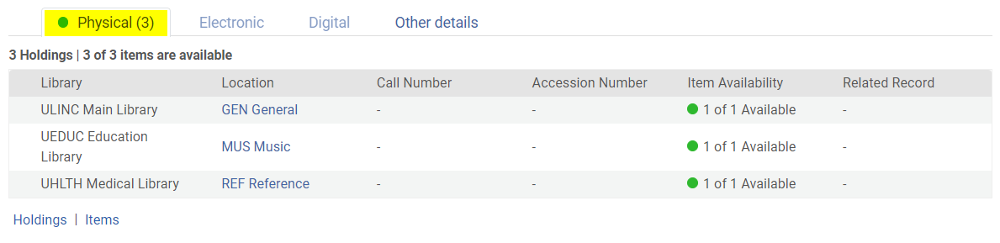 Physical (3) Electronic Digital Other details
3 Holdings | 3 of 3 items are available
Library Location Call Number Accession Number Item Availability Related Record
ULINC Main Library GEN General - - 1 of 1 Available -
UEDUC Education
Library MUS Music - - 1 of 1 Available -
UHLTH Medical Library REF Reference - - 1 of 1 Available -
Holdings | Items